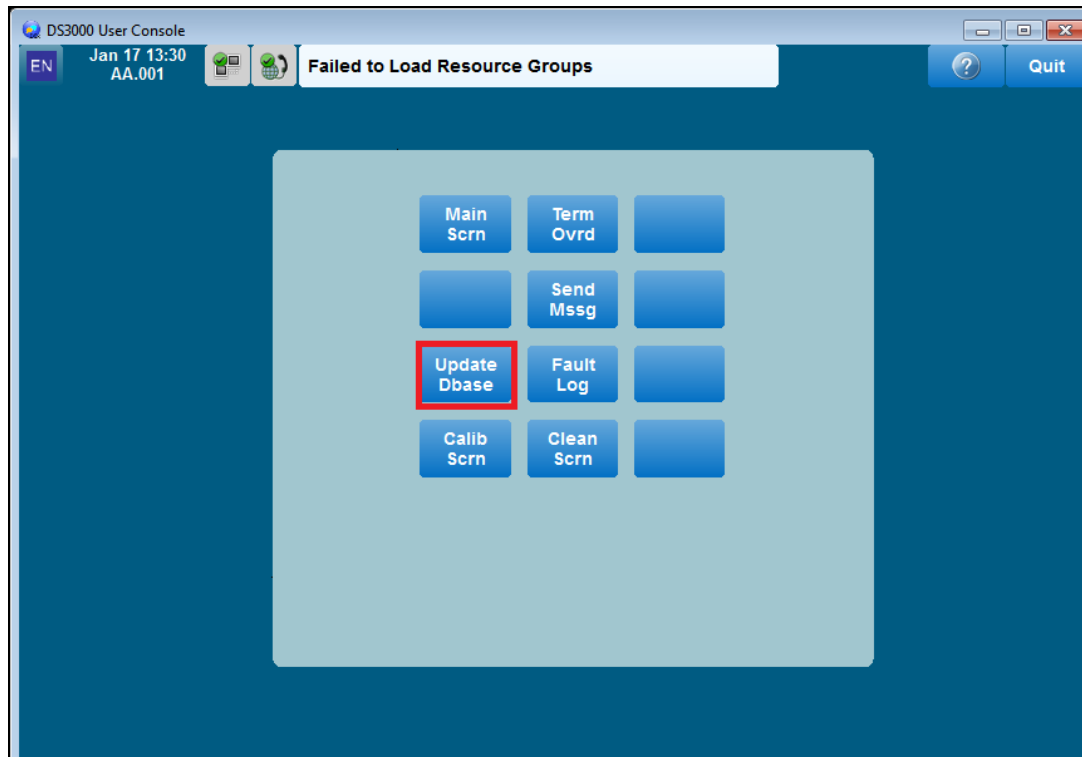 DS3000 User Console
EN
Jan 17 13:30
AA.001
Failed to Load Resource Groups
?
Quit
Main
Scrn
Term
Ovrd
Send
Mssg
Update
Dbase
Fault
Log
Calib
Scrn
Clean
Scrn